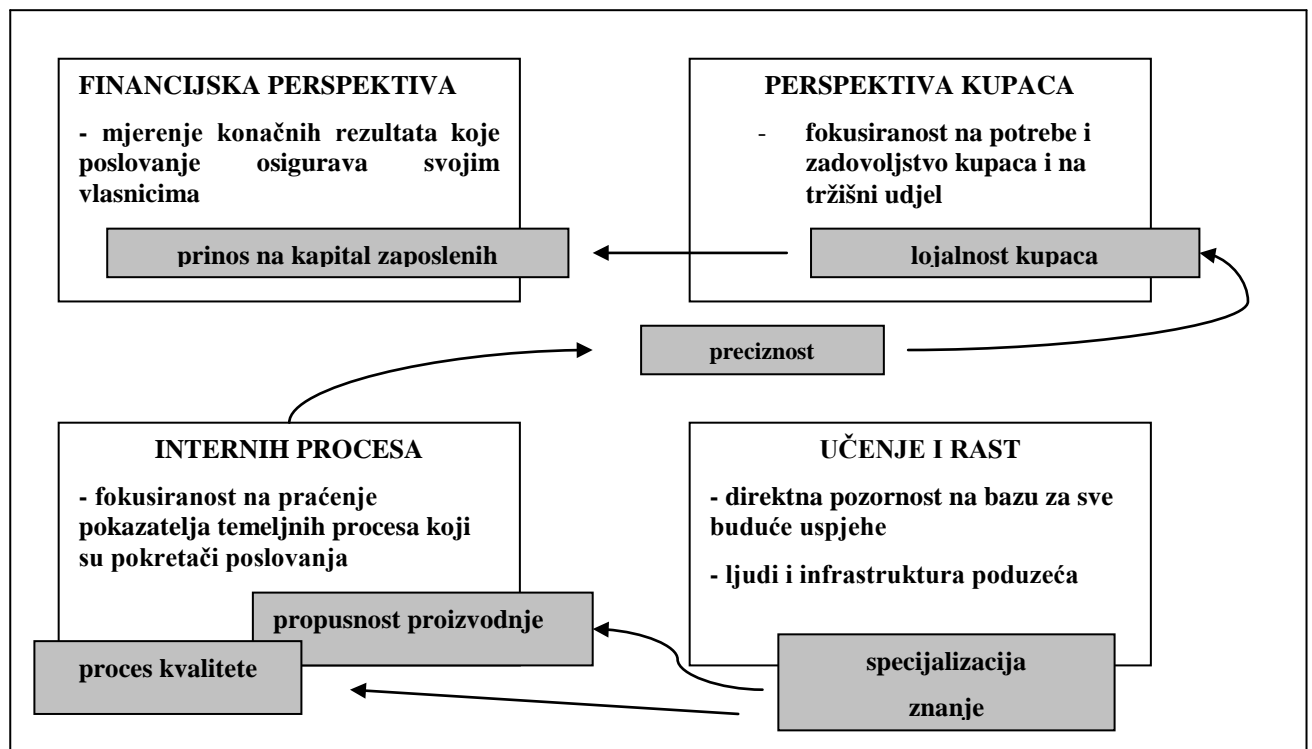 FINANCIJSKA PERSPEKTIVA
- mjerenje konačnih rezultata koje
poslovanje osigurava svojim
vlasnicima
prinos na kapital zaposlenih
PERSPEKTIVA KUPACA
- fokusiranost na potrebe i
zadovoljstvo kupaca i na
tržišni udjel
lojalnost kupaca
preciznost
INTERNIH PROCESA
- fokusiranost na praćenje
pokazatelja temeljnih procesa koji
su pokretači poslovanja
propusnost proizvodnje
proces kvalitete
UČENJE I RAST
- direktna pozornost na bazu za sve
buduće uspjehe
- ljudi i infrastruktura poduzeća
specijalizacija
znanje